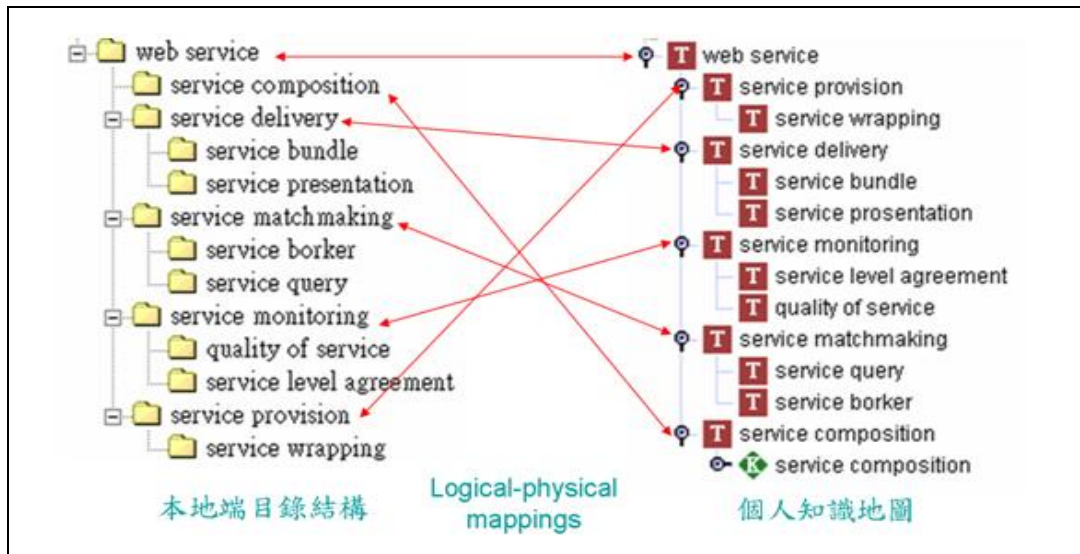 web service
service composition
service delivery
service bundle
service presentation
service matchmaking
service borker
service query
service monitoring
quality of service
service level agreement
service provision
service wrapping
本地端目錄結構
Logical-physical
mappings
T web service
T service provision
T service wrapping
T service delivery
T service bundle
T service prosentation
T service monitoring
T service level agreement
T quality of service
T service matchmaking
T service query
T service borker
T service composition
K service composition
個人知識地圖